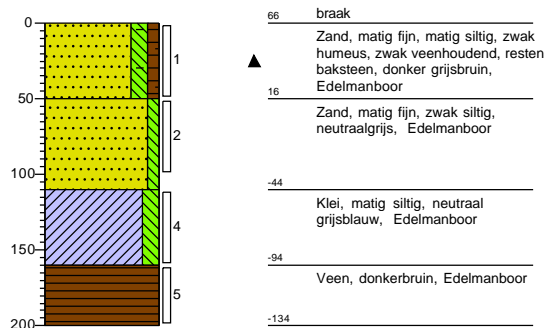 0
50
100
150
200
1
2
4
5
66 braak
Zand, matig fijn, matig siltig, zwak
humeus, zwak veenhoudend, resten
baksteen, donker grijsbruin,
Edelmanboor
16
Zand, matig fijn, zwak siltig,
neutraalgrijs, Edelmanboor
-44
Klei, matig siltig, neutraal
grijsblauw, Edelmanboor
-94
Veen, donkerbruin, Edelmanboor
-134